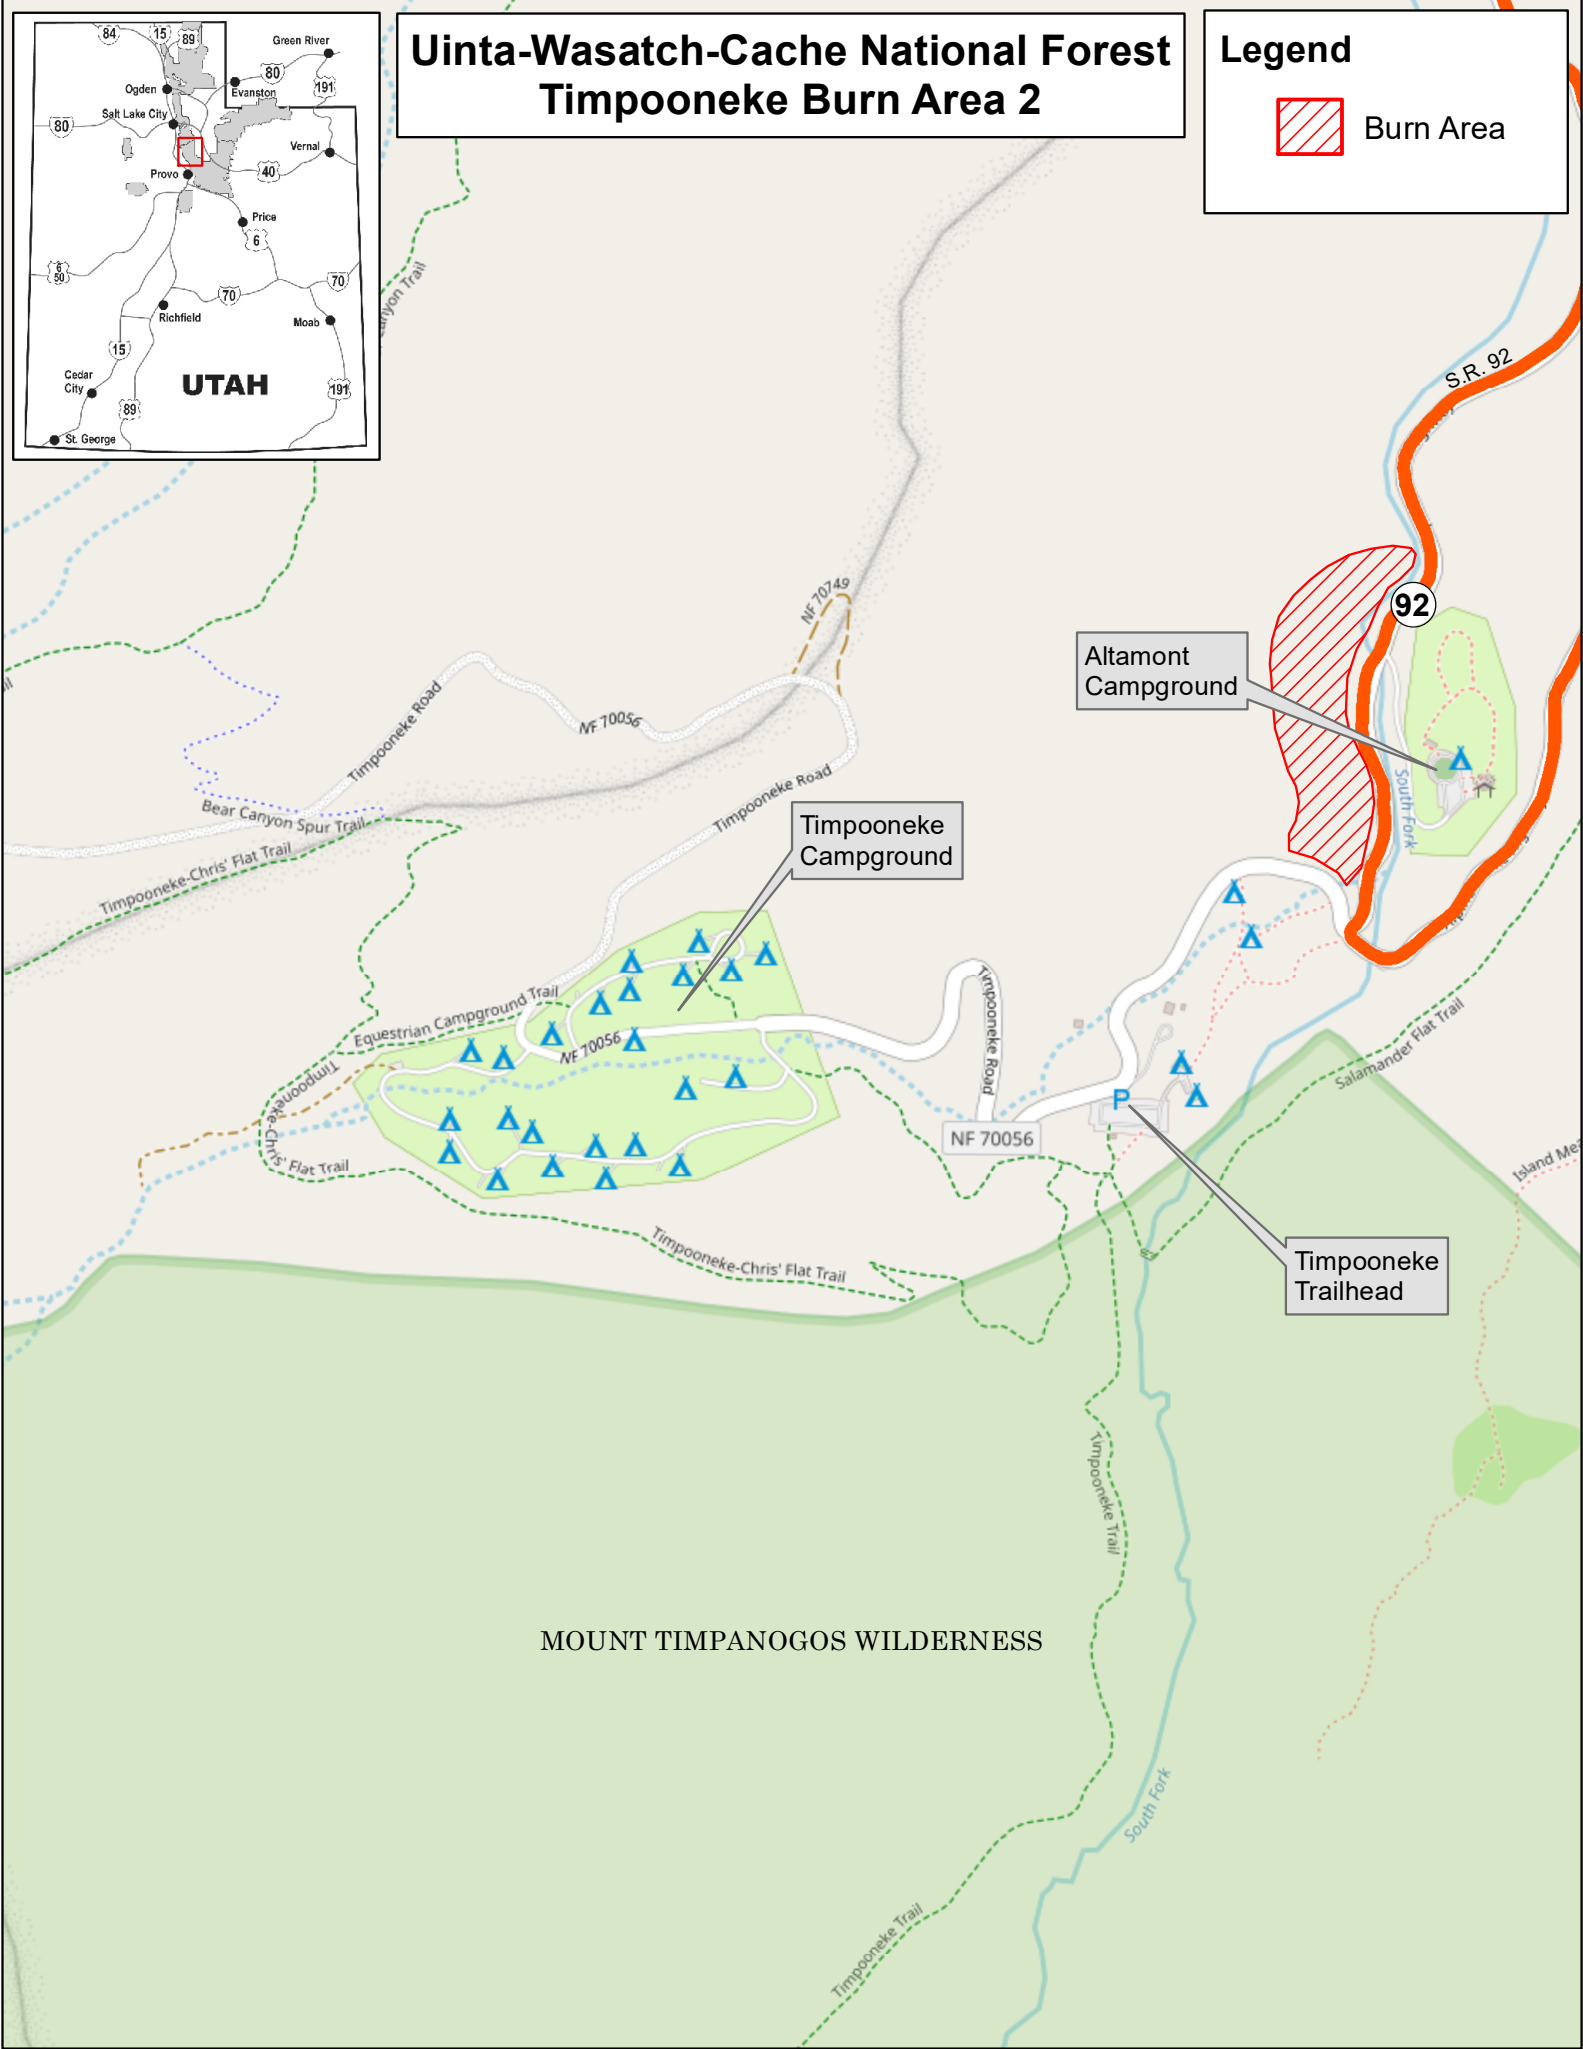 Uinta-Wasatch-Cache National Forest
Timpooneke Burn Area 2
Legend
Burn Area
84
15
89
Green River
80
Ogden
Evanston
191
Salt Lake City
80
Vernal
40
Provo
Price
6
6
50
70
70
Richfield
Moab
15
Cedar
City
UTAH
191
89
St. George
anyon Trail
S.R. 92
NF 70749
92
Altamont
Campground
Timpooneke Road
NF 70056
Timpooneke Road
South Fork
Bear Canyon Spur Trail
Timpooneke
Campground
Timpooneke-Chris' Flat Trail
Equestrian Campground Trail
NF 70056
Timpooneke Road
Salamander Flat Trail
Timpooneke-Chris' Flat Trail
P
NF 70056
Island Me
Timpooneke-Chris' Flat Trail
Timpooneke
Trailhead
Timpooneke Trail
MOUNT TIMPANOGOS WILDERNESS
South Fork
Timpooneke Trail